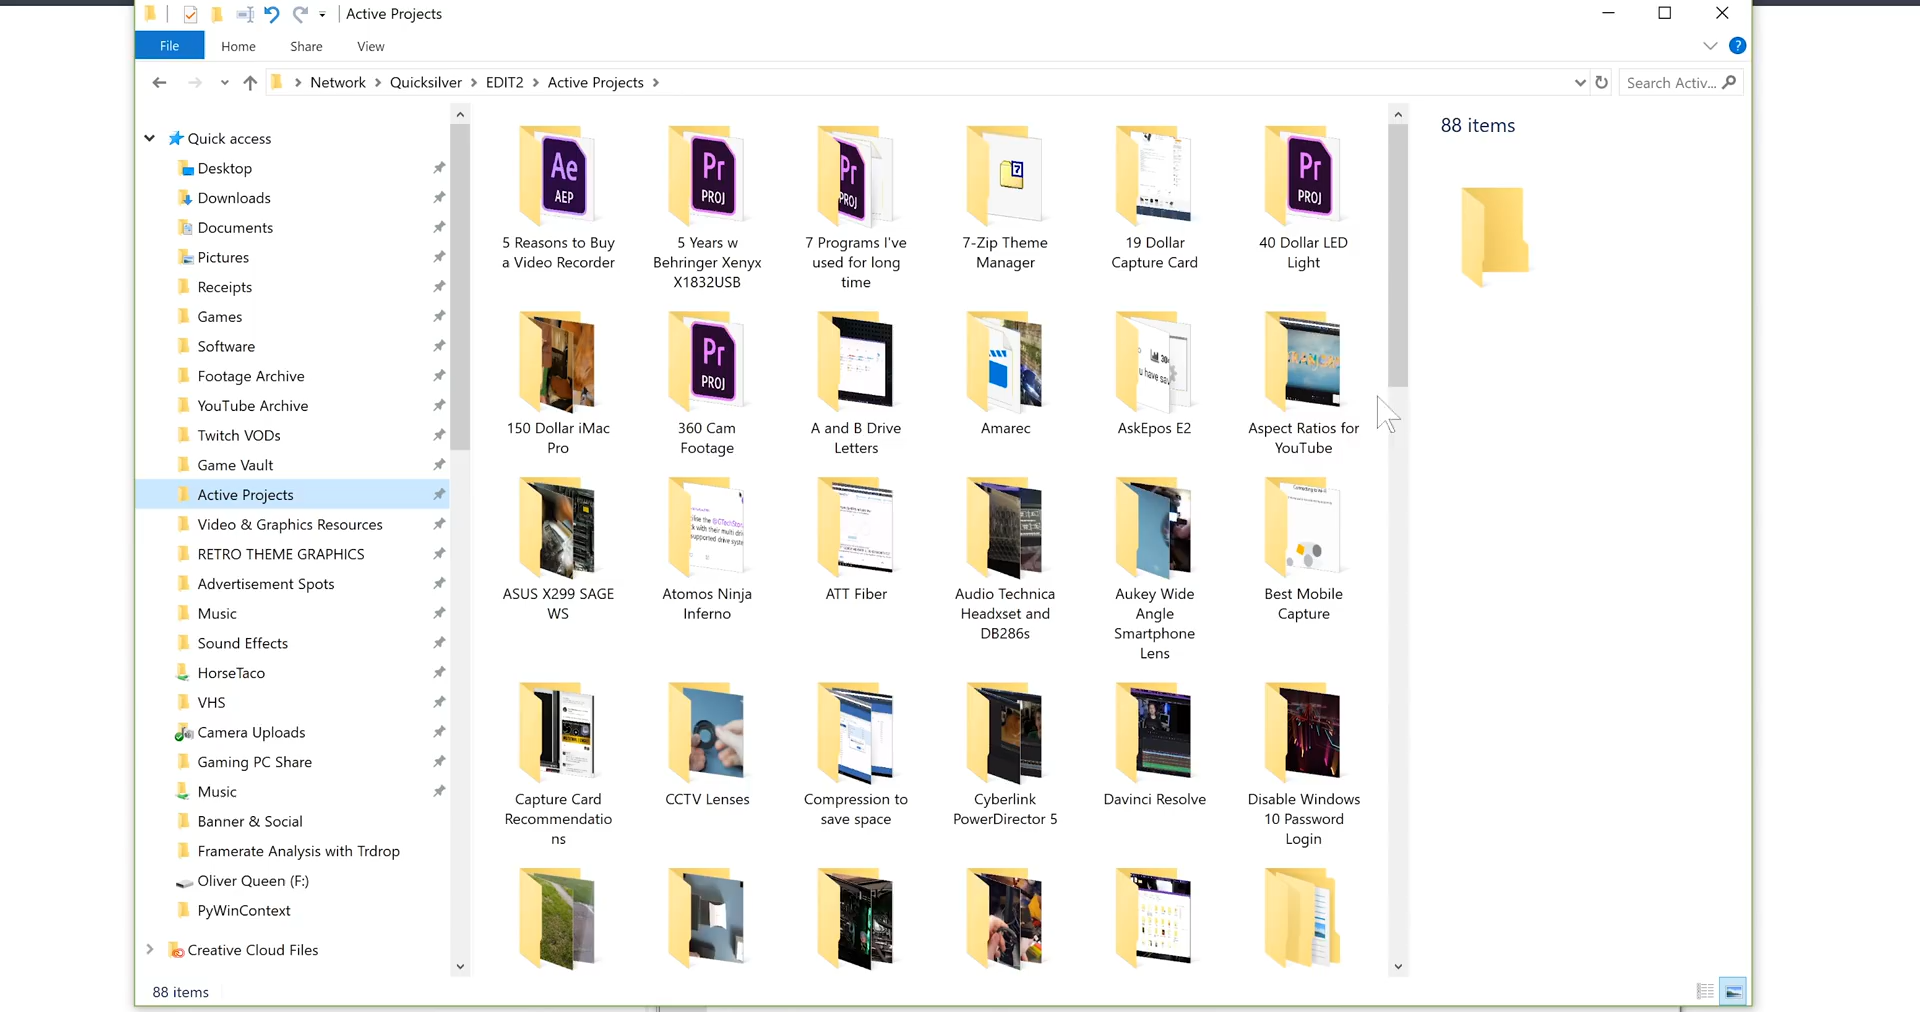 Active Projects
File Home Share View
Network Quicksilver EDIT2 Active Projects
Search Activ...
Quick access
Desktop
Downloads
Documents
Pictures
Receipts
Games
Software
Footage Archive
YouTube Archive
Twitch VODs
Game Vault
Active Projects
Video & Graphics Resources
RETRO THEME GRAPHICS
Advertisement Spots
Music
Sound Effects
HorseTaco
VHS
Camera Uploads
Gaming PC Share
Music
Banner & Social
Framerate Analysis with Trdrop
Oliver Queen (F:)
PyWinContext
Creative Cloud Files
Ae
AEP
5 Reasons to Buy
a Video Recorder
Pr
PROJ
5 Years w
Behringer Xenyx
X1832USB
Pr
PROJ
7 Programs I've
used for long
time
7
7-Zip Theme
Manager
19 Dollar
Capture Card
Pr
PROJ
40 Dollar LED
Light
150 Dollar iMac
Pro
Pr
PROJ
360 Cam
Footage
A and B Drive
Letters
Amarec
AskEpos E2
Aspect Ratios for
YouTube
ASUS X299 SAGE
WS
Atomos Ninja
Inferno
ATT Fiber
Audio Technica
Headxset and
DB286s
Aukey Wide
Angle
Smartphone
Lens
Best Mobile
Capture
Capture Card
Recommendatio
ns
CCTV Lenses
Compression to
save space
Cyberlink
PowerDirector 5
Davinci Resolve
Disable Windows
10 Password
Login
88 items
88 items